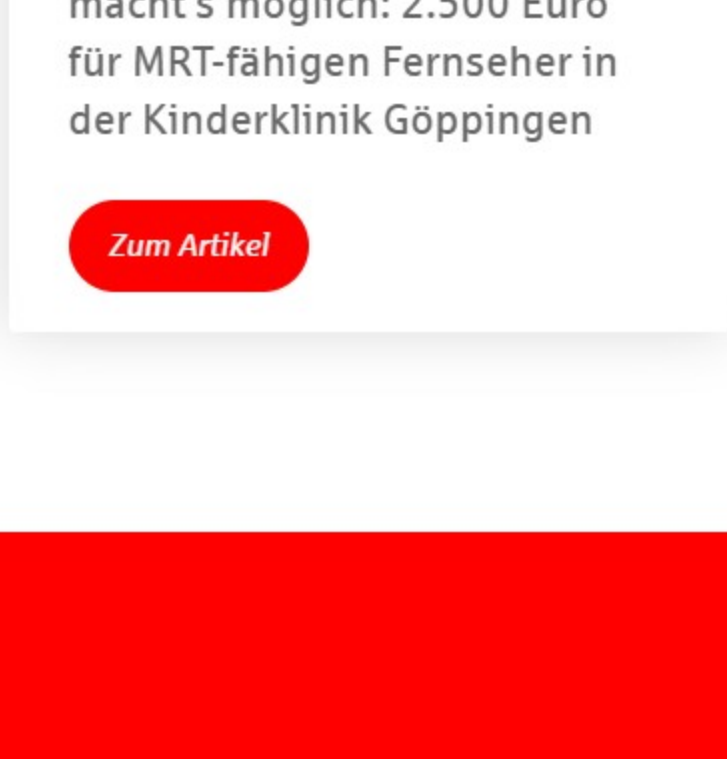 macht's möglich: 2.500 Euro
für MRT-fähigen Fernseher in
der Kinderklinik Göppingen
Zum Artikel